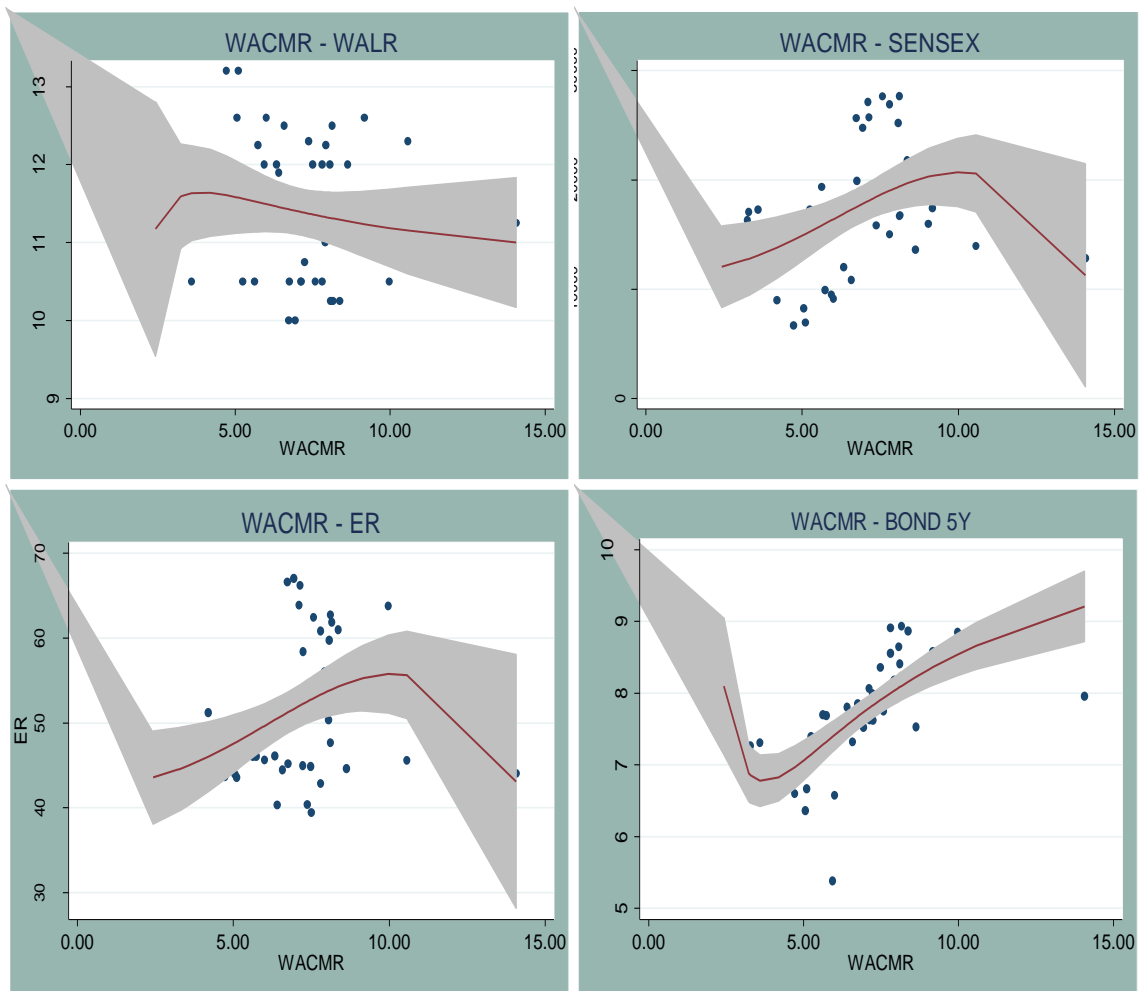 WACMR - WALR
13
12
11
10
9
0.00 5.00 10.00 15.00
WACMR
WACMR - SENSEX
0
0.00 5.00 10.00 15.00
WACMR
WACMR - ER
70
60
50
40
30
ER
0.00 5.00 10.00 15.00
WACMR
WACMR - BOND 5Y
10
9
8
7
6
5
0.00 5.00 10.00 15.00
WACMR